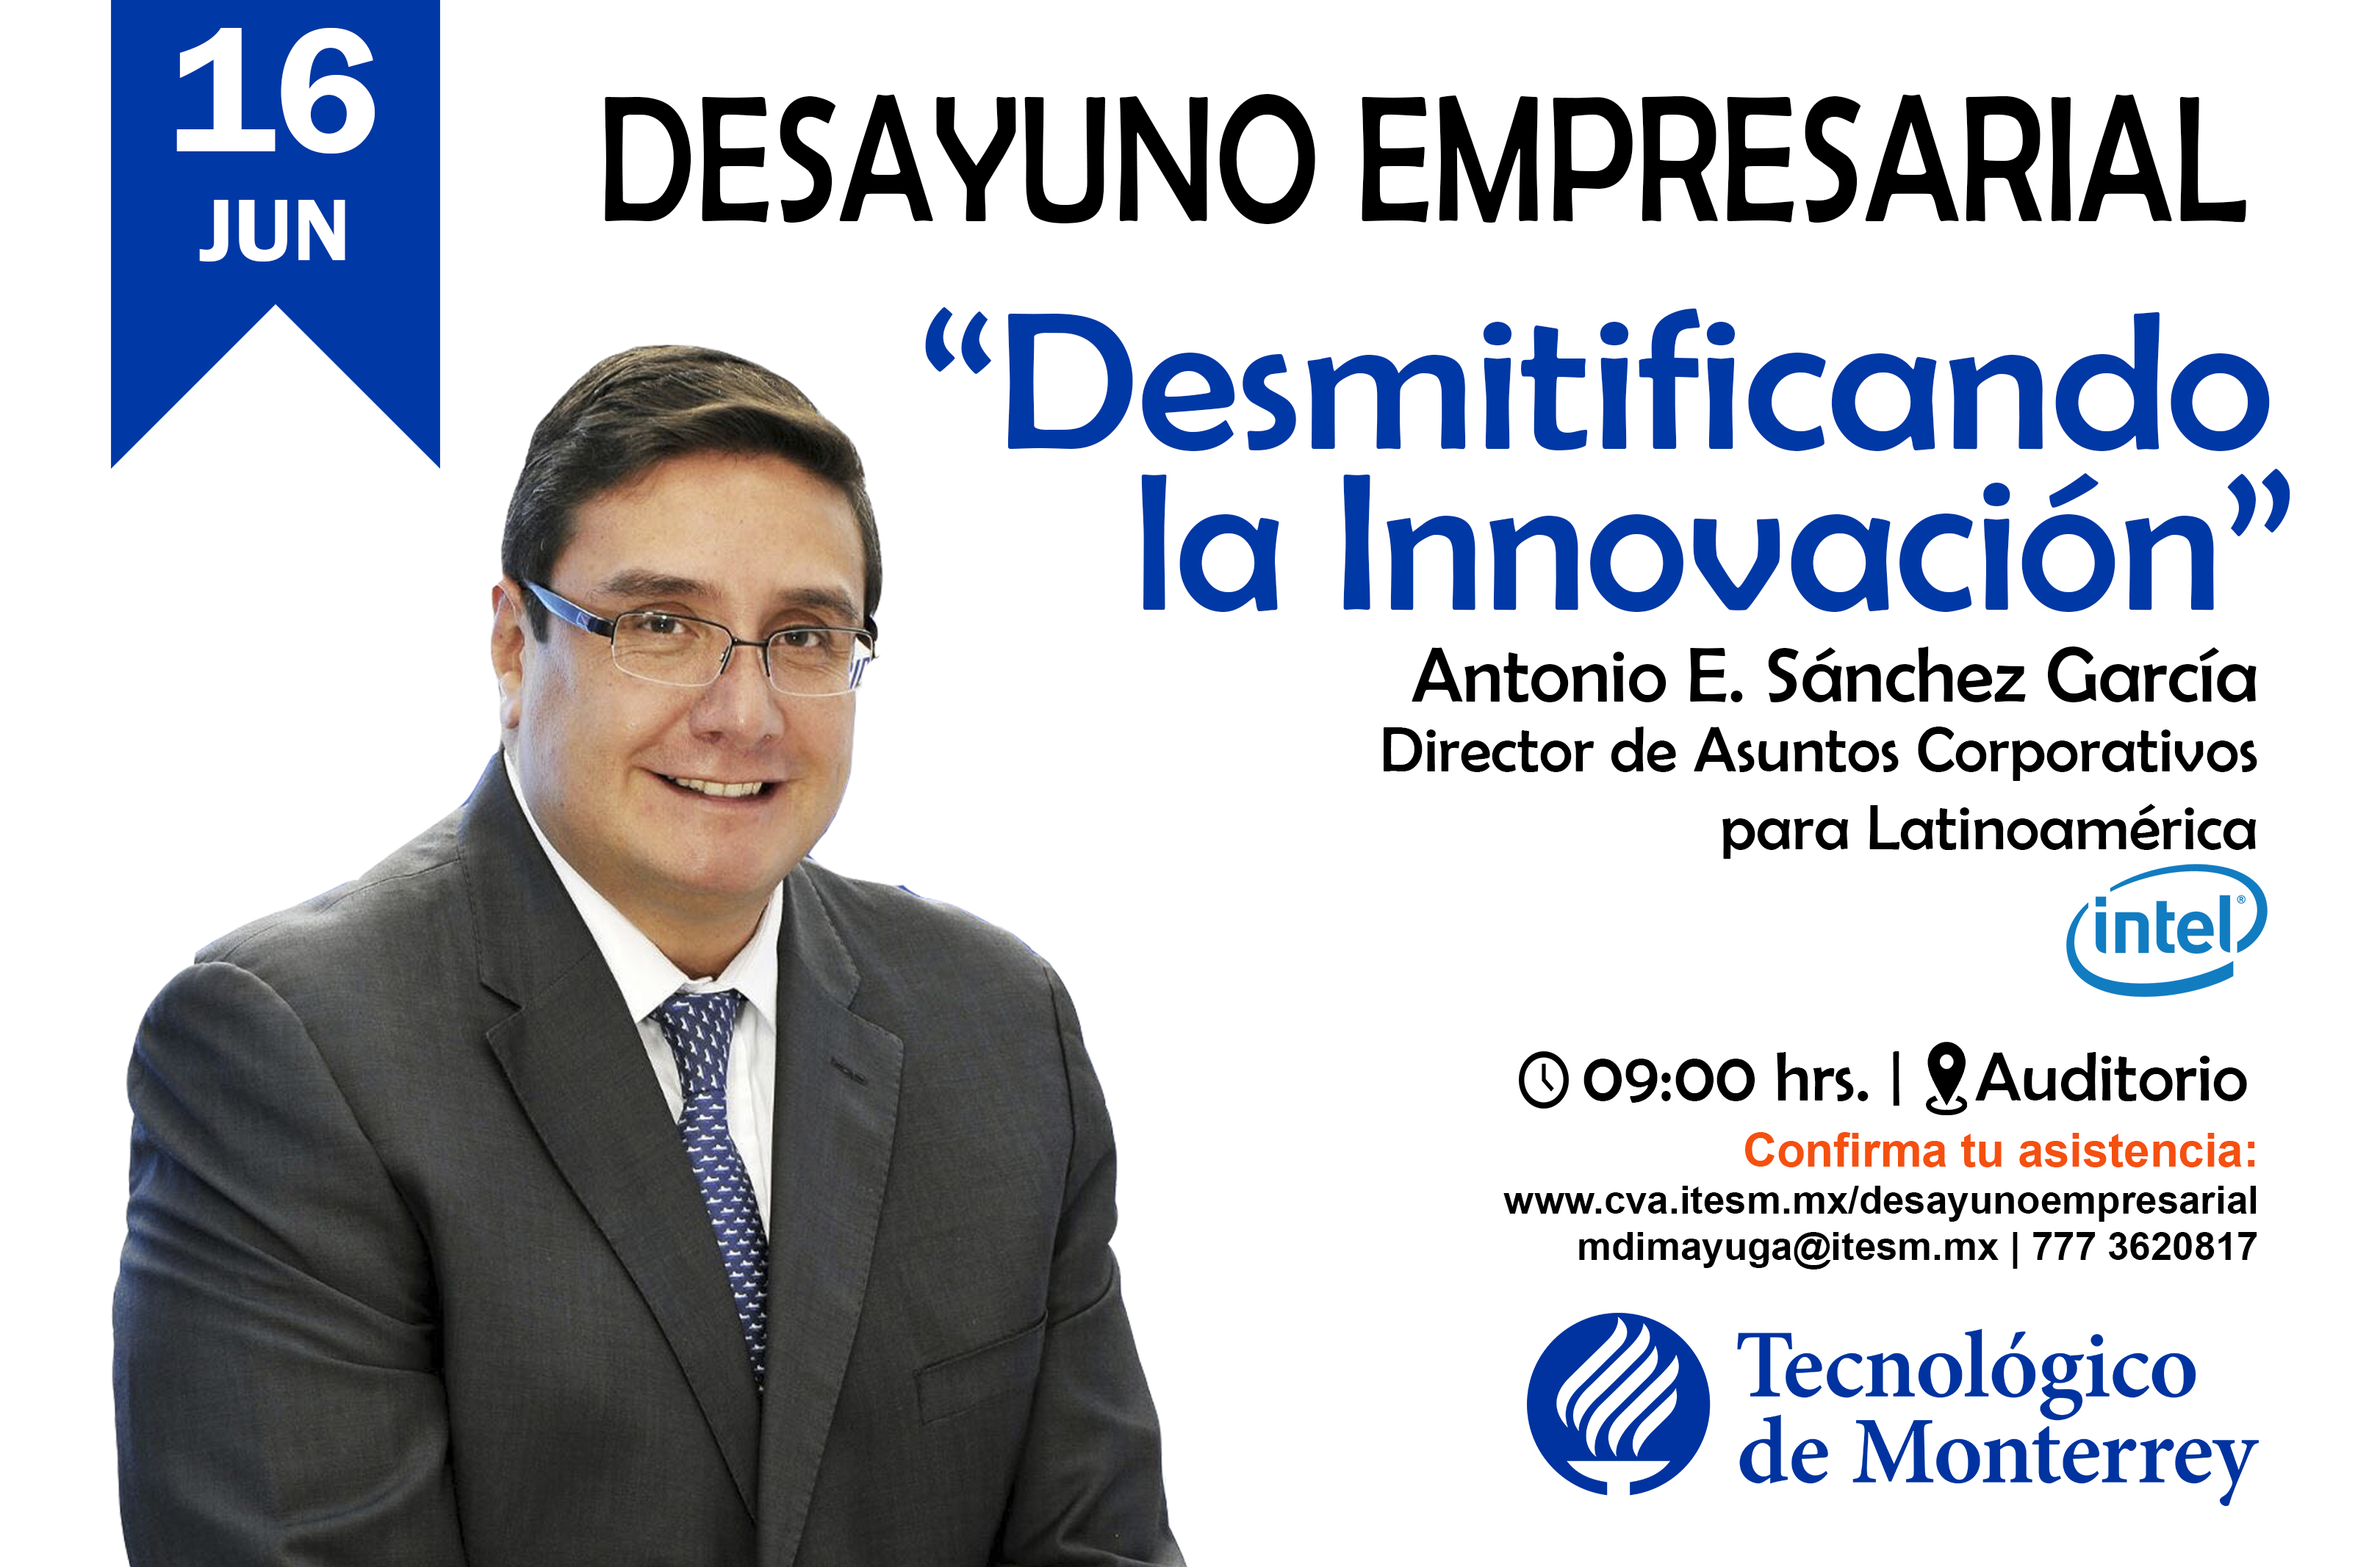 16
JUN
DESAYUNO EMPRESARIAL
“Desmitificando
la Innovación”
Antonio E. Sánchez García
Director de Asuntos Corporativos
para Latinoamérica
intel®
09:00 hrs. | Auditorio
Confirma tu asistencia:
www.cva.itesm.mx/desayunoempresarial
mdimayuga@itesm.mx | 777 3620817
Tecnológico
de Monterrey